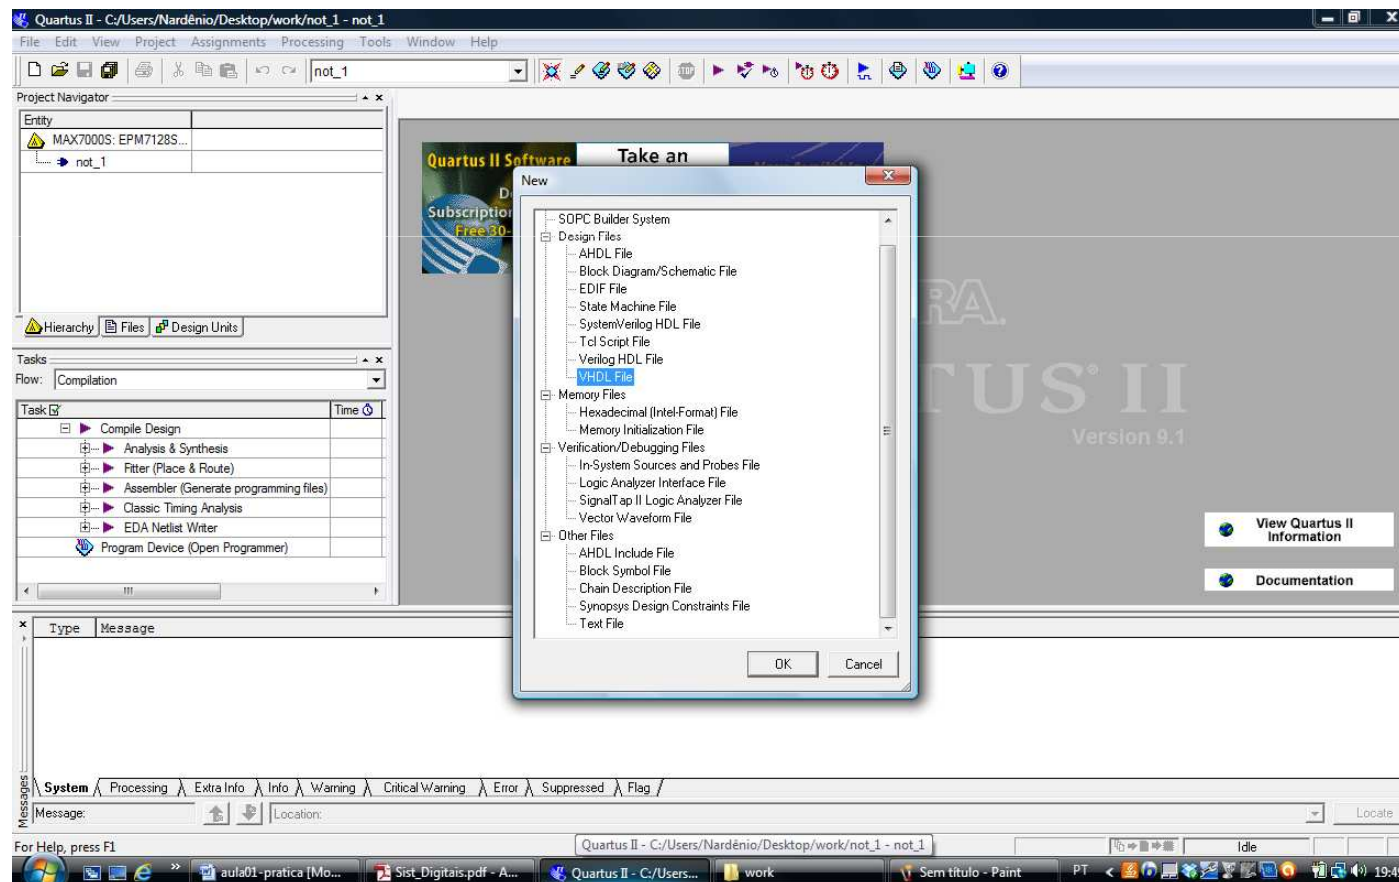 Quartus II - C:/Users/Nardênio/Desktop/work/not_1 - not_1
File Edit View Project Assignments Processing Tools Window Help
not_1
Project Navigator
Entity
MAX7000S: EPM7128S...
not_1
Hierarchy Files Design Units
Tasks
Flow: Compilation
Task Time
Compile Design
Analysis & Synthesis
Fitter (Place & Route)
Assembler (Generate programming files)
Classic Timing Analysis
EDA Netlist Writer
Program Device (Open Programmer)
Quartus II Software
Subscription
Free 30-
Take an
New
SOPC Builder System
Design Files
AHDL File
Block Diagram/Schematic File
EDIF File
State Machine File
SystemVerilog HDL File
Tcl Script File
Verilog HDL File
VHDL File
Memory Files
Hexadecimal (Intel-Format) File
Memory Initialization File
Verification/Debugging Files
In-System Sources and Probes File
Logic Analyzer Interface File
SignalTap II Logic Analyzer File
Vector Waveform File
Other Files
AHDL Include File
Block Symbol File
Chain Description File
Synopsys Design Constraints File
Text File
OK Cancel
RA.
TUS® II
Version 9.1
View Quartus II
Information
Documentation
Type Message
Messages
System Processing Extra Info Info Warning Critical Warning Error Suppressed Flag
Message: Location: Locate
For Help, press F1
Quartus II - C:/Users/Nardênio/Desktop/work/not_1 - not_1
Idle
aula01-pratica [Mo... Sist_Digitais.pdf - A... Quartus II - C:/Users... work Sem título - Paint PT